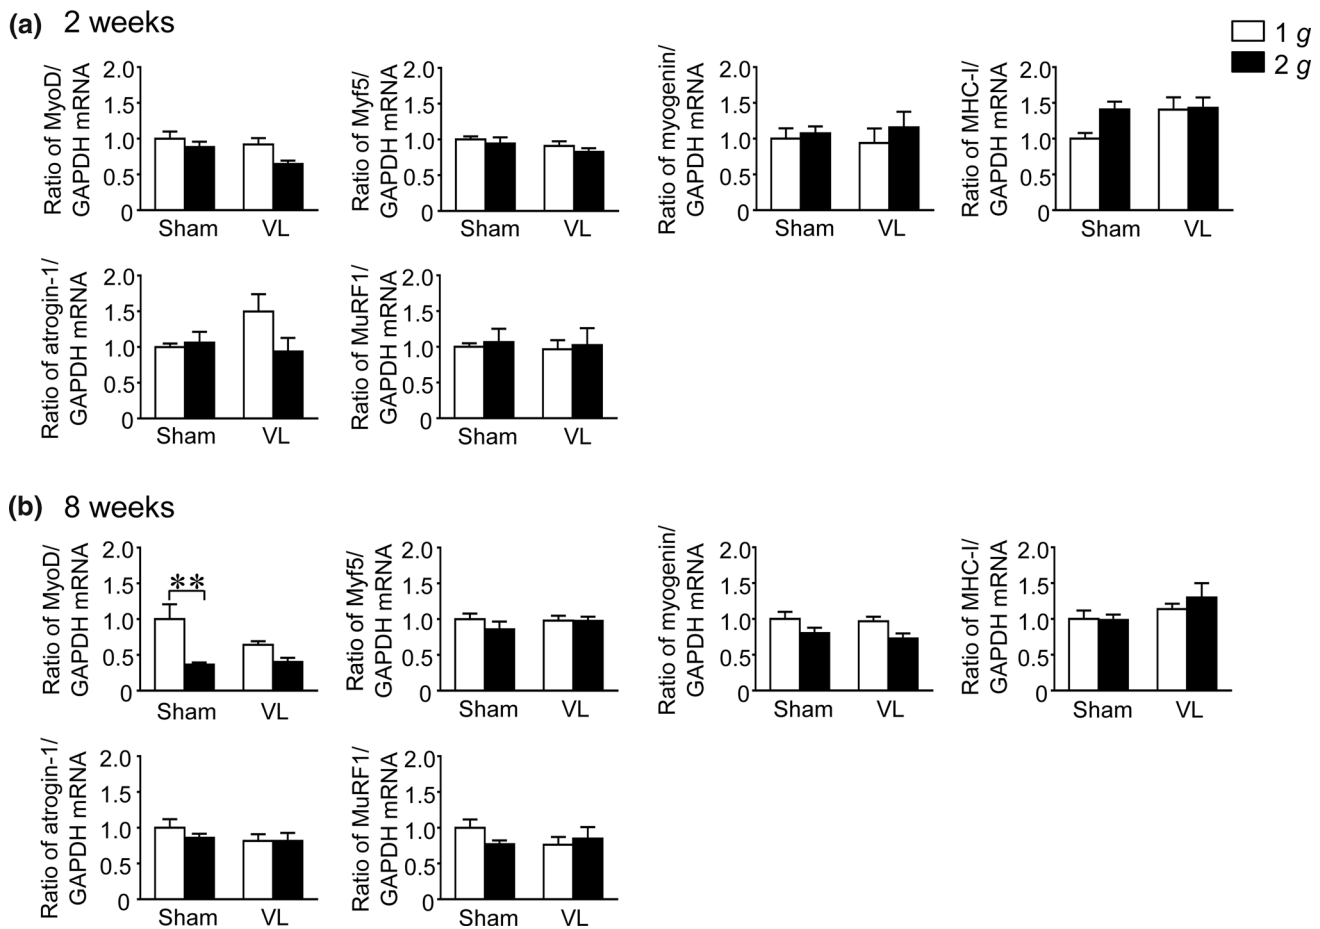 (a) 2 weeks
1 g
2 g
Ratio of MyoD/
GAPDH mRNA
2.0
1.5
1.0
0.5
0
Sham VL
Ratio of Myf5/
GAPDH mRNA
2.0
1.5
1.0
0.5
0
Sham VL
Ratio of myogenin/
GAPDH mRNA
2.0
1.5
1.0
0.5
0
Sham VL
Ratio of MHC-I/
GAPDH mRNA
2.0
1.5
1.0
0.5
0
Sham VL
Ratio of atrogin-1/
GAPDH mRNA
2.0
1.5
1.0
0.5
0
Sham VL
Ratio of MuRF1/
GAPDH mRNA
2.0
1.5
1.0
0.5
0
Sham VL
(b) 8 weeks
Ratio of MyoD/
GAPDH mRNA
2.0
1.5
1.0
0.5
0
**
Sham VL
Ratio of Myf5/
GAPDH mRNA
2.0
1.5
1.0
0.5
0
Sham VL
Ratio of myogenin/
GAPDH mRNA
2.0
1.5
1.0
0.5
0
Sham VL
Ratio of MHC-I/
GAPDH mRNA
2.0
1.5
1.0
0.5
0
Sham VL
Ratio of atrogin-1/
GAPDH mRNA
2.0
1.5
1.0
0.5
0
Sham VL
Ratio of MuRF1/
GAPDH mRNA
2.0
1.5
1.0
0.5
0
Sham VL